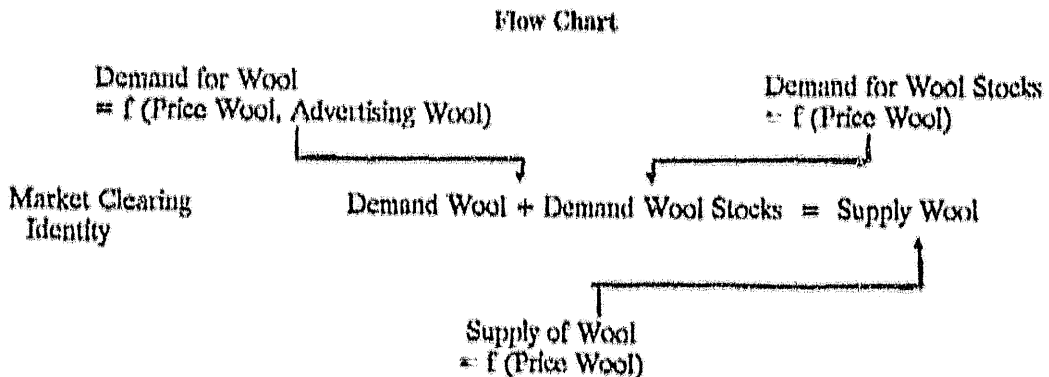 Flow Chart
Demand for Wool
= f (Price Wool, Advertising Wool)
Demand for Wool Stocks
= f (Price Wool)
Market Clearing
Identity
Demand Wool + Demand Wool Stocks = Supply Wool
Supply of Wool
= f (Price Wool)